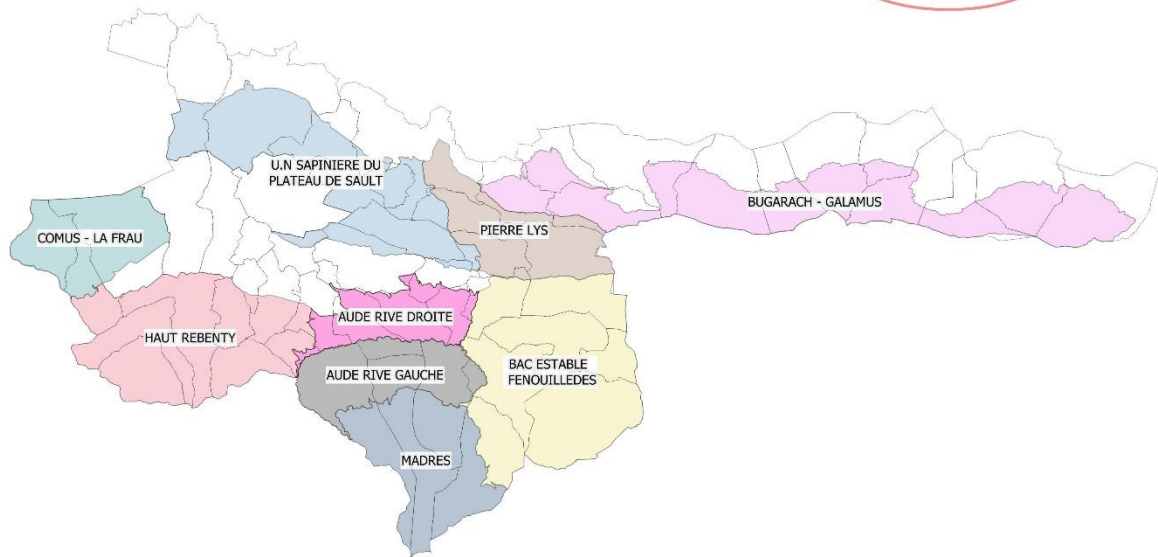 U.N SAPINIERE DU
PLATEAU DE SAULT
BUGARACH - GALAMUS
COMUS - LA FRAU
PIERRE LYS
AUDE RIVE DROITE
HAUT REBENTY
BAC ESTABLE
FENOUILLEDES
AUDE RIVE GAUCHE
MADRES